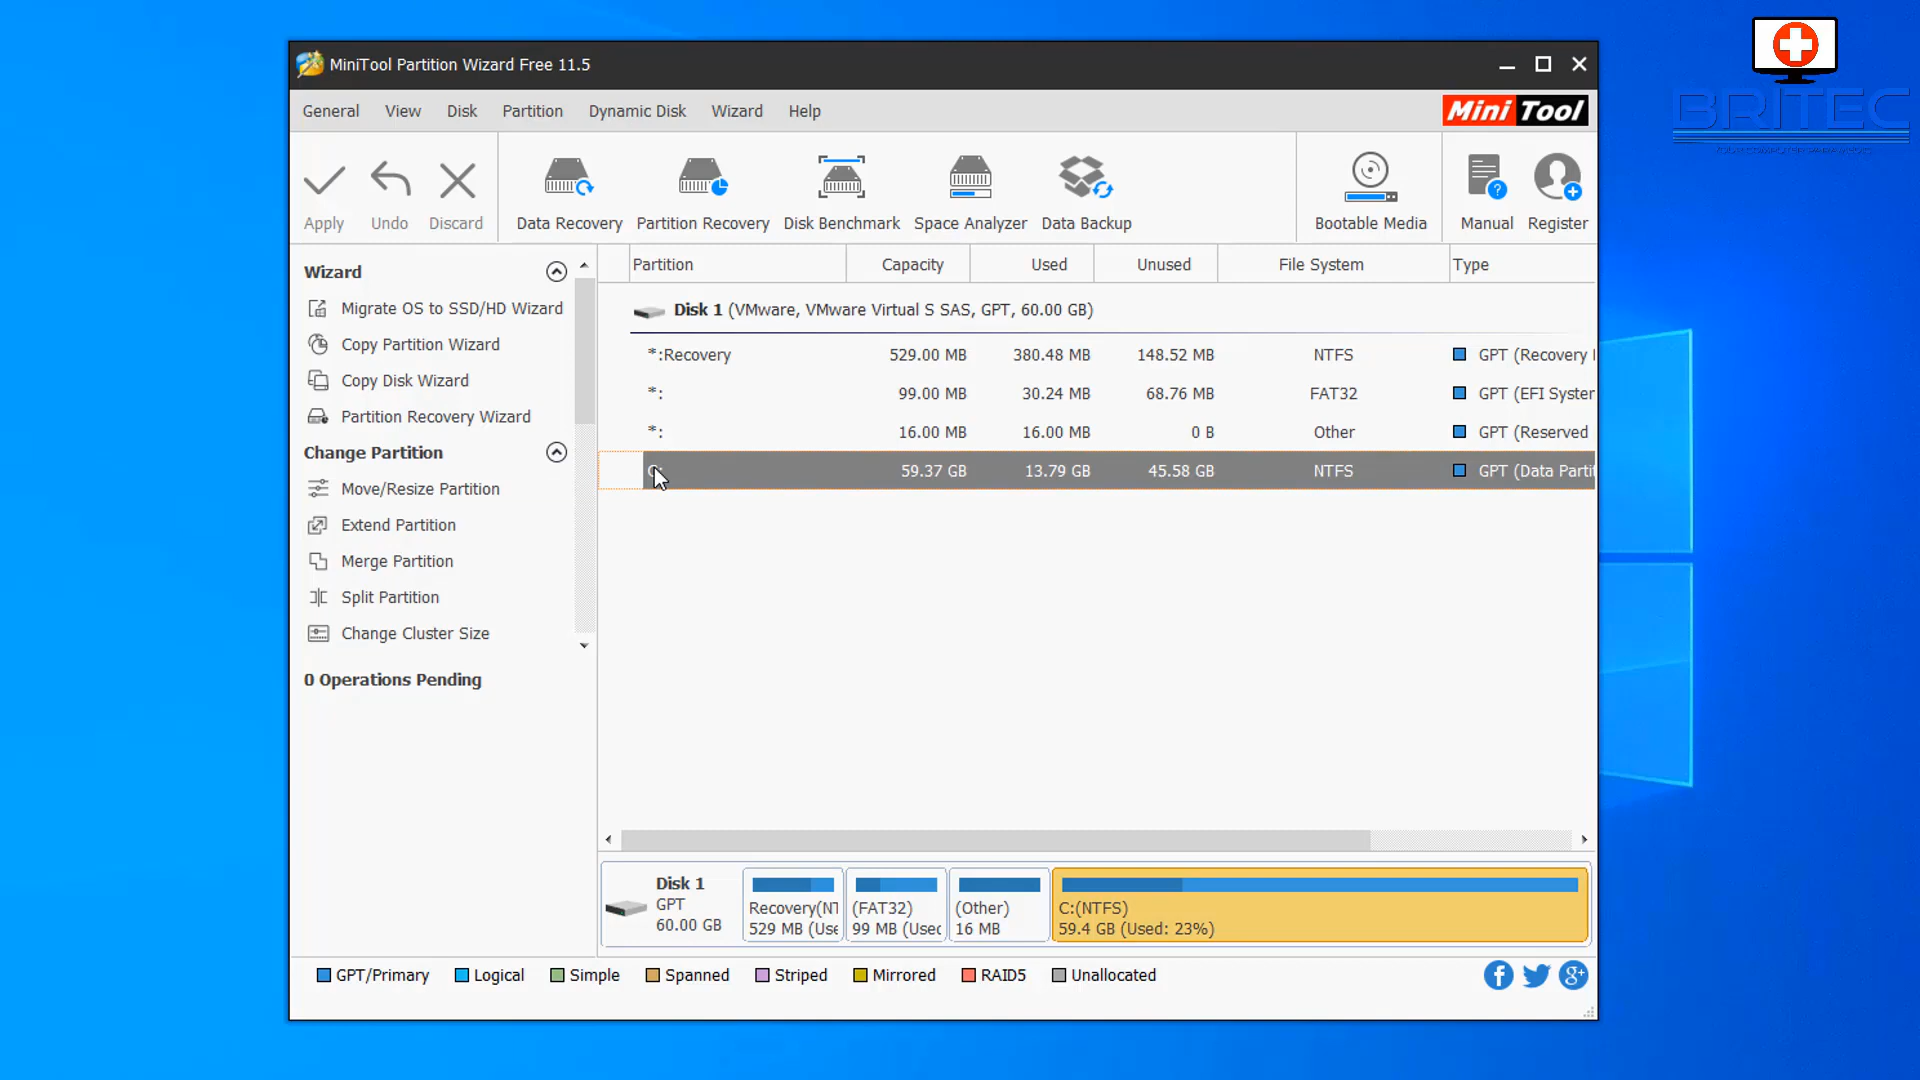 MiniTool Partition Wizard Free 11.5
BRITEC
General View Disk Partition Dynamic Disk Wizard Help
Mini Tool
Apply Undo Discard Data Recovery Partition Recovery Disk Benchmark Space Analyzer Data Backup Bootable Media Manual Register
Partition Capacity Used Unused File System Type
Wizard
Migrate OS to SSD/HD Wizard
Copy Partition Wizard
Copy Disk Wizard
Partition Recovery Wizard
Change Partition
Move/Resize Partition
Extend Partition
Merge Partition
Split Partition
Change Cluster Size
0 Operations Pending
Disk 1 (VMware, VMware Virtual S SAS, GPT, 60.00 GB)
*:Recovery 529.00 MB 380.48 MB 148.52 MB NTFS GPT (Recovery
*: 99.00 MB 30.24 MB 68.76 MB FAT32 GPT (EFI Syster
*: 16.00 MB 16.00 MB 0 B Other GPT (Reserved
59.37 GB 13.79 GB 45.58 GB NTFS GPT (Data Parti
Disk 1
GPT
60.00 GB
Recovery(NT
529 MB (Use
(FAT32)
99 MB (Used
(Other)
16 MB
C:(NTFS)
59.4 GB (Used: 23%)
GPT/Primary Logical Simple Spanned Striped Mirrored RAID5 Unallocated